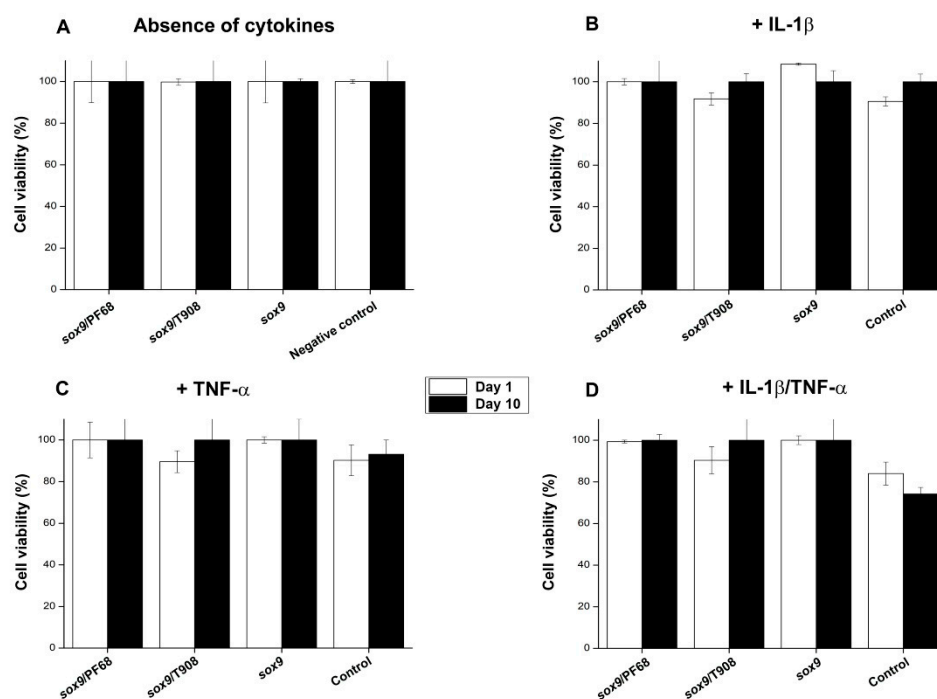 A Absence of cytokines
Cell viability (%)
100
80
60
40
20
0
sox9/PF68
sox9/T908
sox9
Negative control
B + IL-1β
Cell viability (%)
100
80
60
40
20
0
sox9/PF68
sox9/T908
sox9
Control
C + TNF-α
Cell viability (%)
100
80
60
40
20
0
sox9/PF68
sox9/T908
sox9
Control
Day 1
Day 10
D + IL-1β/TNF-α
Cell viability (%)
100
80
60
40
20
0
sox9/PF68
sox9/T908
sox9
Control